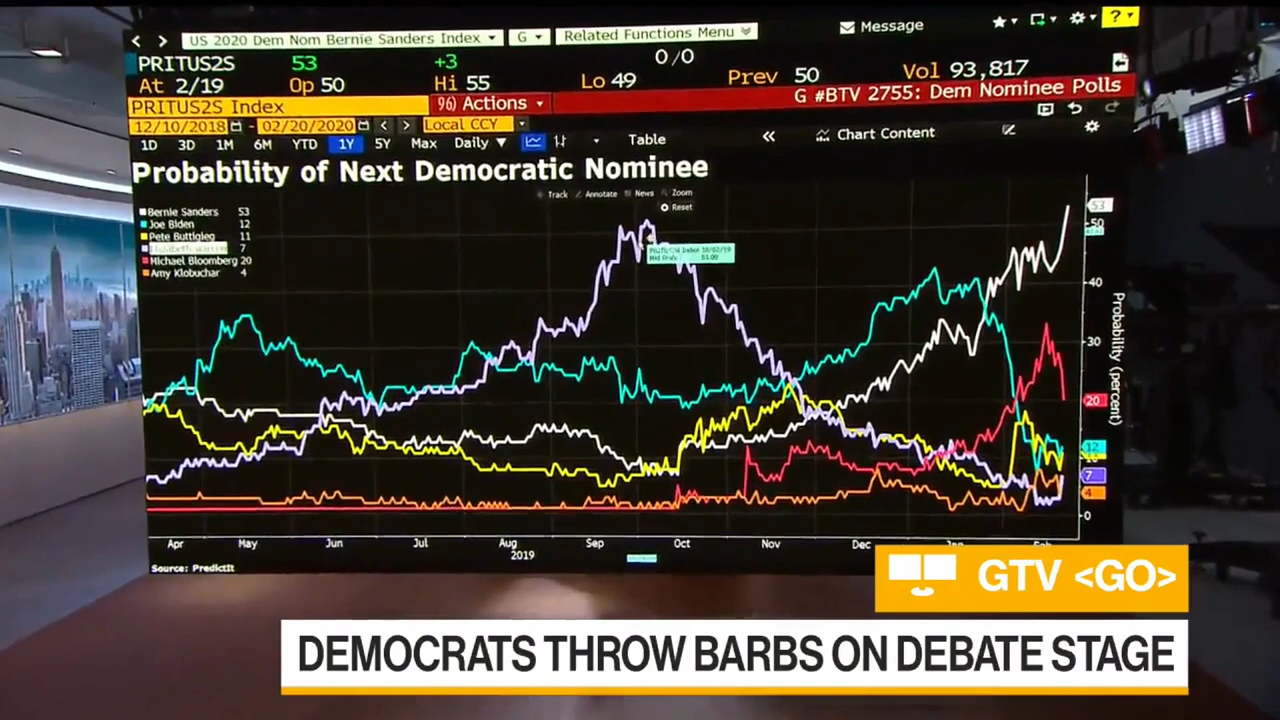 US 2020 Dem Nom Bernie Sanders Index G Related Functions Menu Message ?
PRITUS2S 53 +3 0/0
At 2/19 Op 50 Hi 55 Lo 49 Prev 50 Vol 93,817
PRITUS2S Index 96) Actions G #BTV 2755: Dem Nominee Polls
12/10/2018 - 02/20/2020 Local CCY
1D 3D 1M 6M YTD 1Y 5Y Max Daily Table Chart Content
Probability of Next Democratic Nominee
Track Annotate News Zoom
Reset
Bernie Sanders 53
Joe Biden 12
Pete Buttigieg 11
7
Michael Bloomberg 20
Amy Klobuchar 4
53
50
40
30
20
12
7
4
0
Probability (percent)
Apr May Jun Jul Aug Sep Oct Nov Dec
2019
Source: PredictIt
GTV <GO>
DEMOCRATS THROW BARBS ON DEBATE STAGE